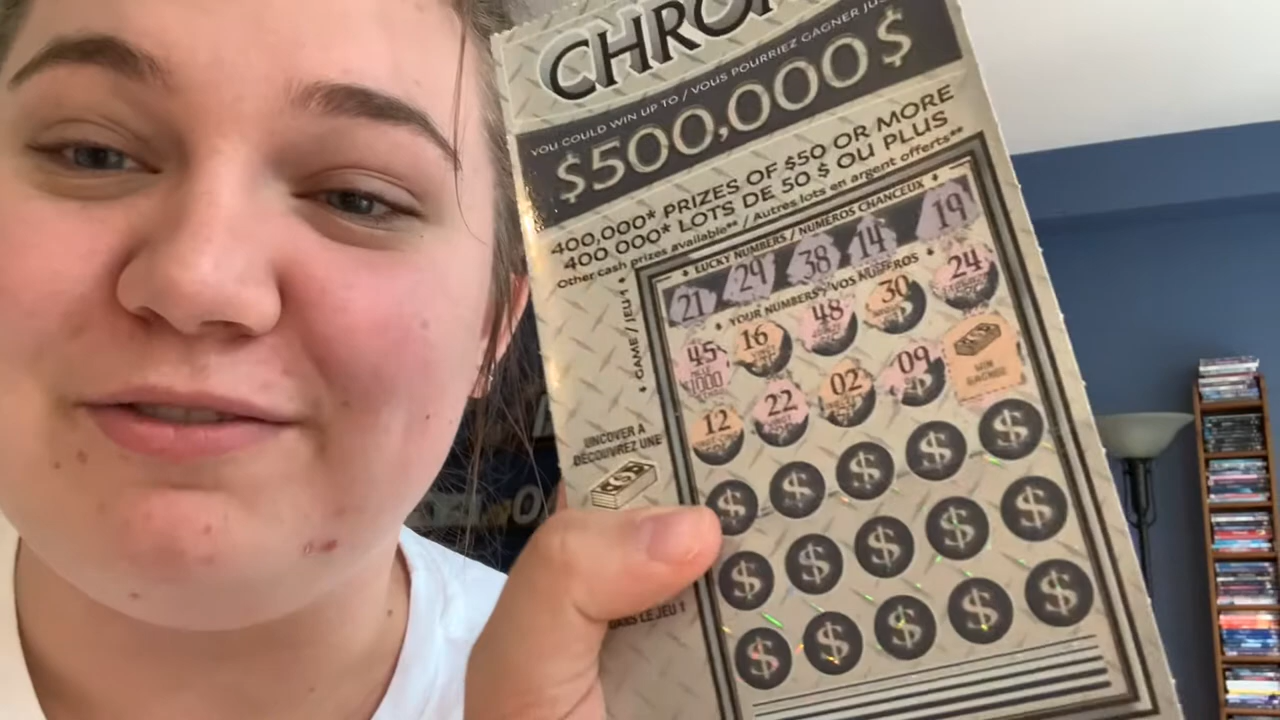 CHRO
YOU COULD WIN UP TO / VOUS POURRIEZ GAGNER JUS
$500,000$
400,000* PRIZES OF $50 OR MORE
400 000* LOTS DE 50 $ OU PLUS
Other cash prizes available** / Autres lots en argent offerts**
GAME / JEU 1
LUCKY NUMBERS / NUMÉROS CHANCEUX
21 29 38 14 19
YOUR NUMBERS / VOS NUMÉROS
45 16 48 30 24
1000
12 22 02 09
WIN
GAGNE
UNCOVER A
DÉCOUVREZ UNE
DANS LE JEU 1
$ $ $ $ $
$ $ $ $ $
$ $ $ $ $